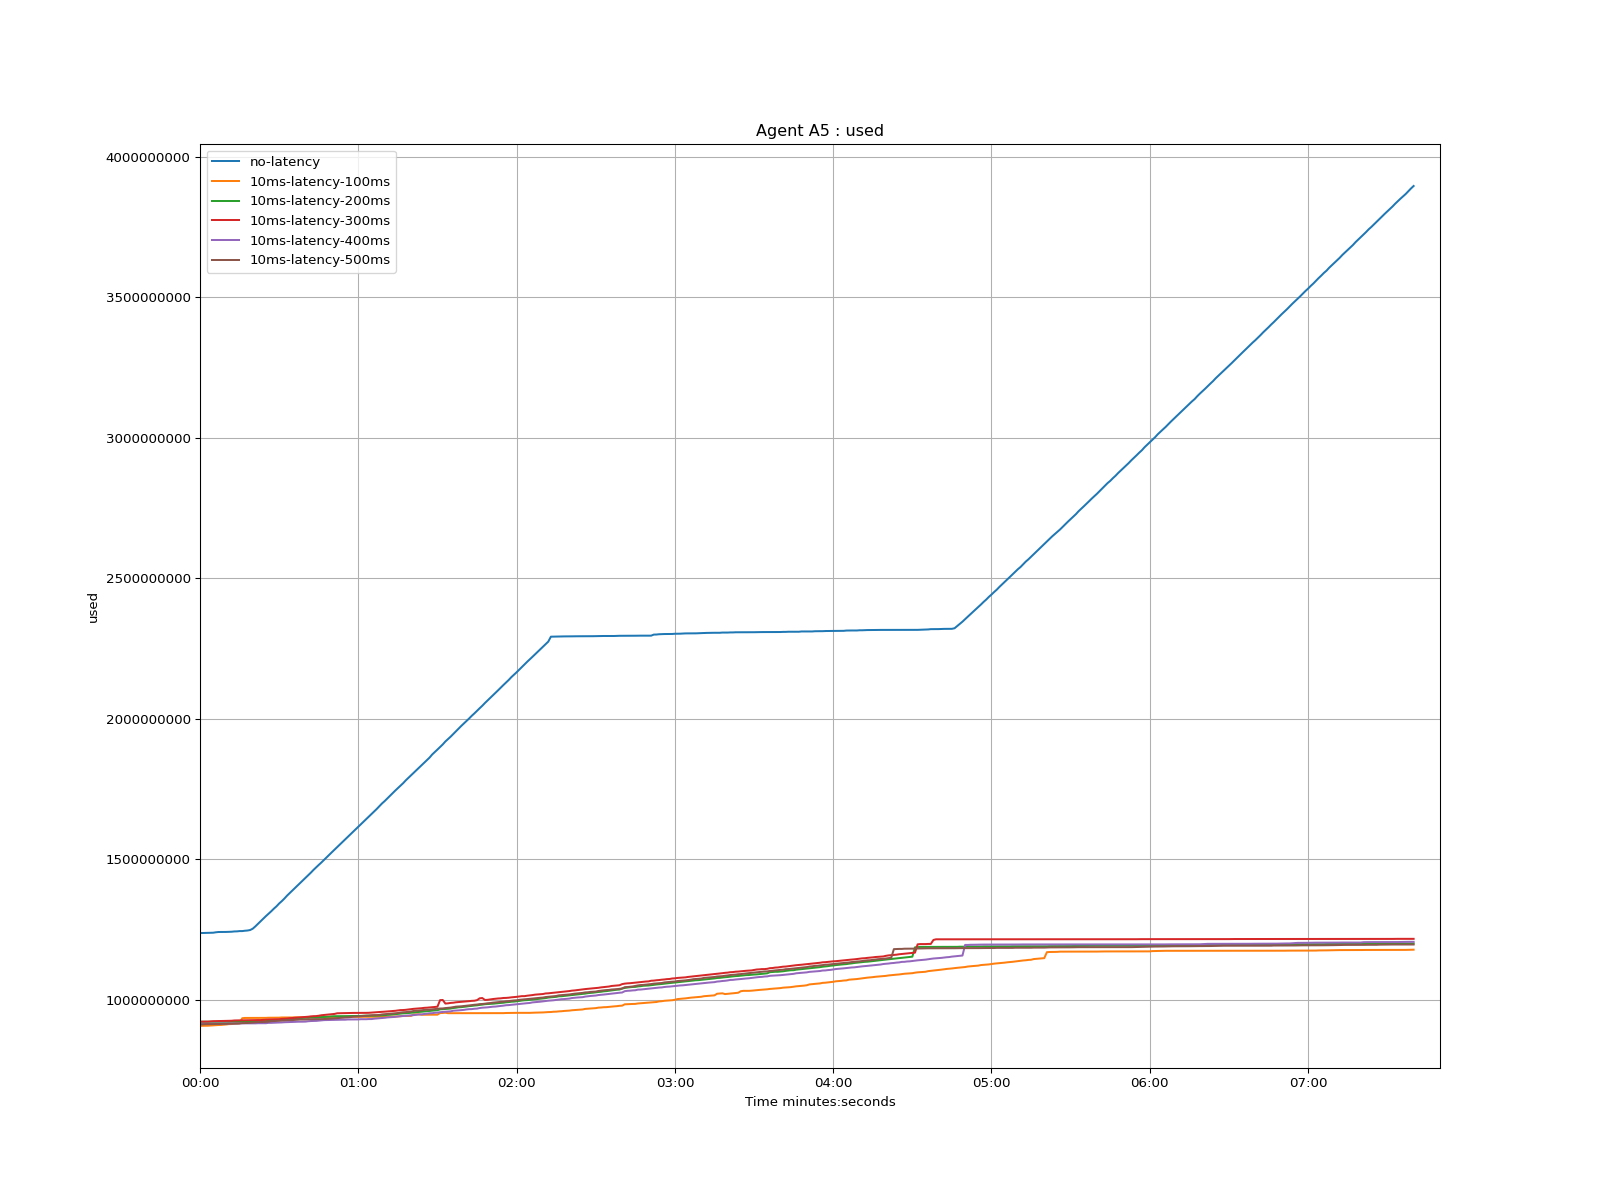 Agent A5 : used
4000000000
3500000000
3000000000
2500000000
2000000000
1500000000
1000000000
used
no-latency
10ms-latency-100ms
10ms-latency-200ms
10ms-latency-300ms
10ms-latency-400ms
10ms-latency-500ms
00:00 01:00 02:00 03:00 04:00 05:00 06:00 07:00
Time minutes:seconds